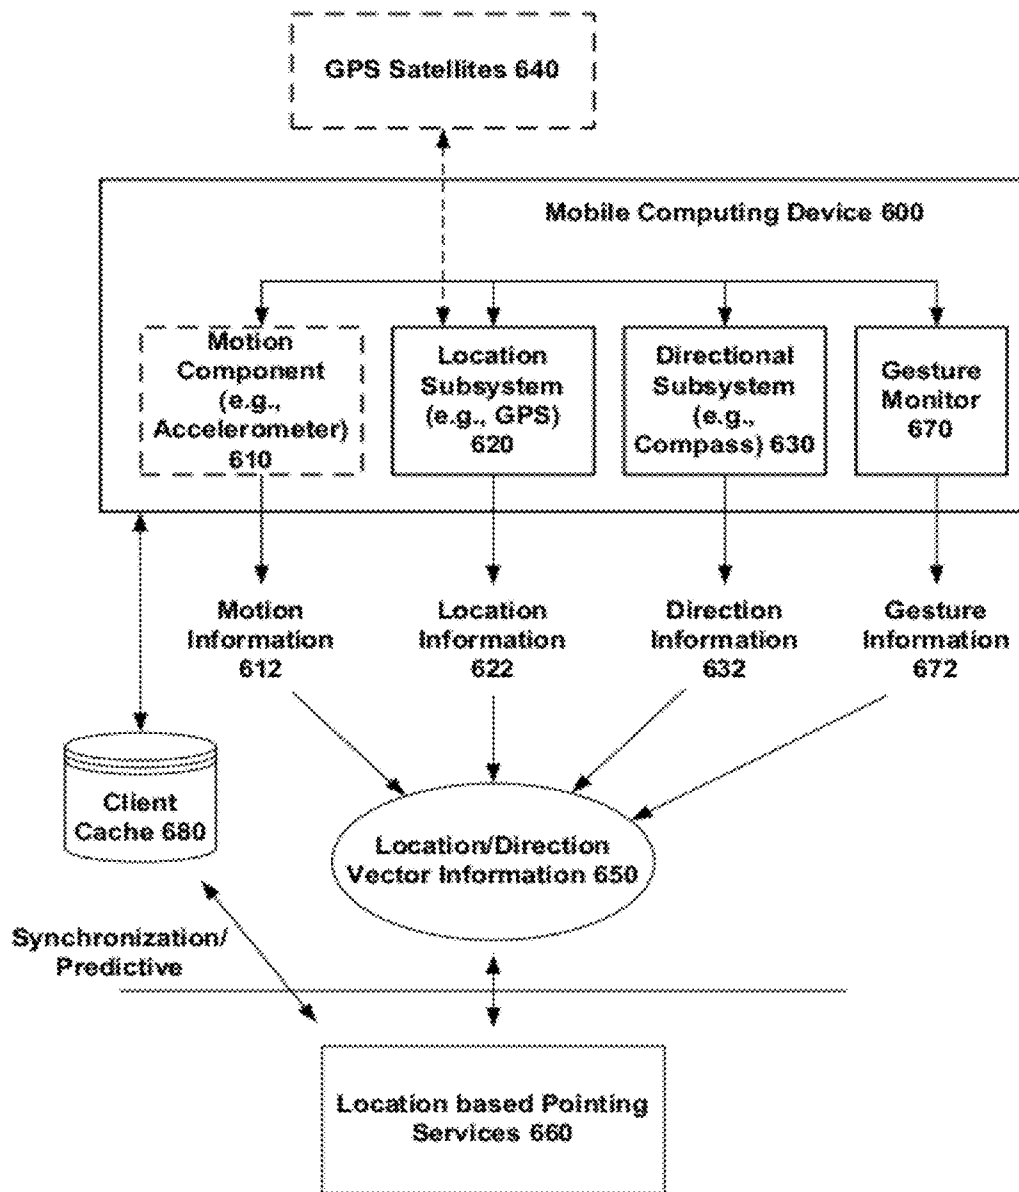 GPS Satellites 640
Mobile Computing Device 600
Motion
Component
(e.g.,
Accelerometer)
610
Location
Subsystem
(e.g., GPS)
620
Directional
Subsystem
(e.g.,
Compass) 630
Gesture
Monitor
670
Motion
Information
612
Location
Information
622
Direction
Information
632
Gesture
Information
672
Client
Cache 680
Location/Direction
Vector Information 650
Synchronization/
Predictive
Location based Pointing
Services 660